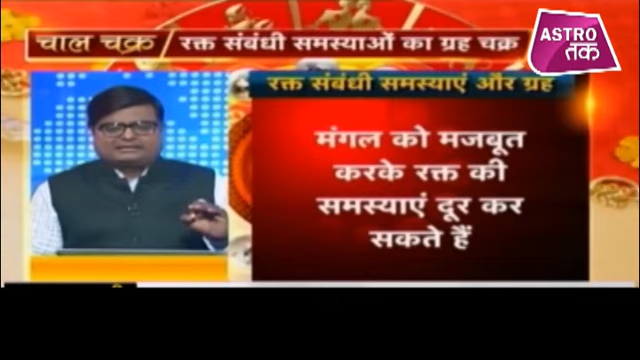 चाल चक्र / रक्त संबंधी समस्याओं का ग्रह चक्र
ASTRO
तक
रक्त संबंधी समस्याएं और ग्रह
मंगल को मजबूत
करके रक्त की
समस्याएं दूर कर
सकते हैं